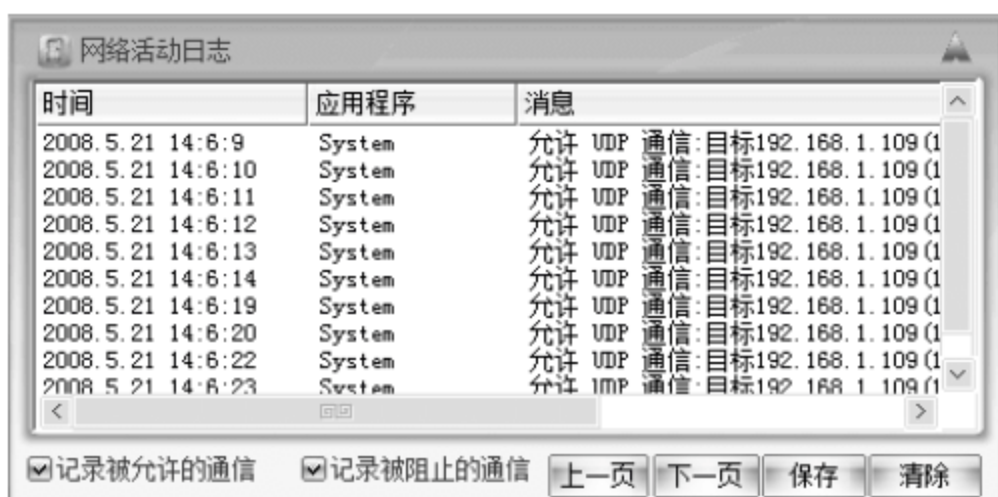 网络活动日志
时间 应用程序 消息
2008.5.21 14:6:9 System 允许 UDP 通信:目标192.168.1.109(1
2008.5.21 14:6:10 System 允许 UDP 通信:目标192.168.1.109(1
2008.5.21 14:6:11 System 允许 UDP 通信:目标192.168.1.109(1
2008.5.21 14:6:12 System 允许 UDP 通信:目标192.168.1.109(1
2008.5.21 14:6:13 System 允许 UDP 通信:目标192.168.1.109(1
2008.5.21 14:6:14 System 允许 UDP 通信:目标192.168.1.109(1
2008.5.21 14:6:19 System 允许 UDP 通信:目标192.168.1.109(1
2008.5.21 14:6:20 System 允许 UDP 通信:目标192.168.1.109(1
2008.5.21 14:6:22 System 允许 UDP 通信:目标192.168.1.109(1
2008.5.21 14:6:23 System 允许 UDP 通信:目标192.168.1.109(1
记录被允许的通信 记录被阻止的通信 上一页 下一页 保存 清除